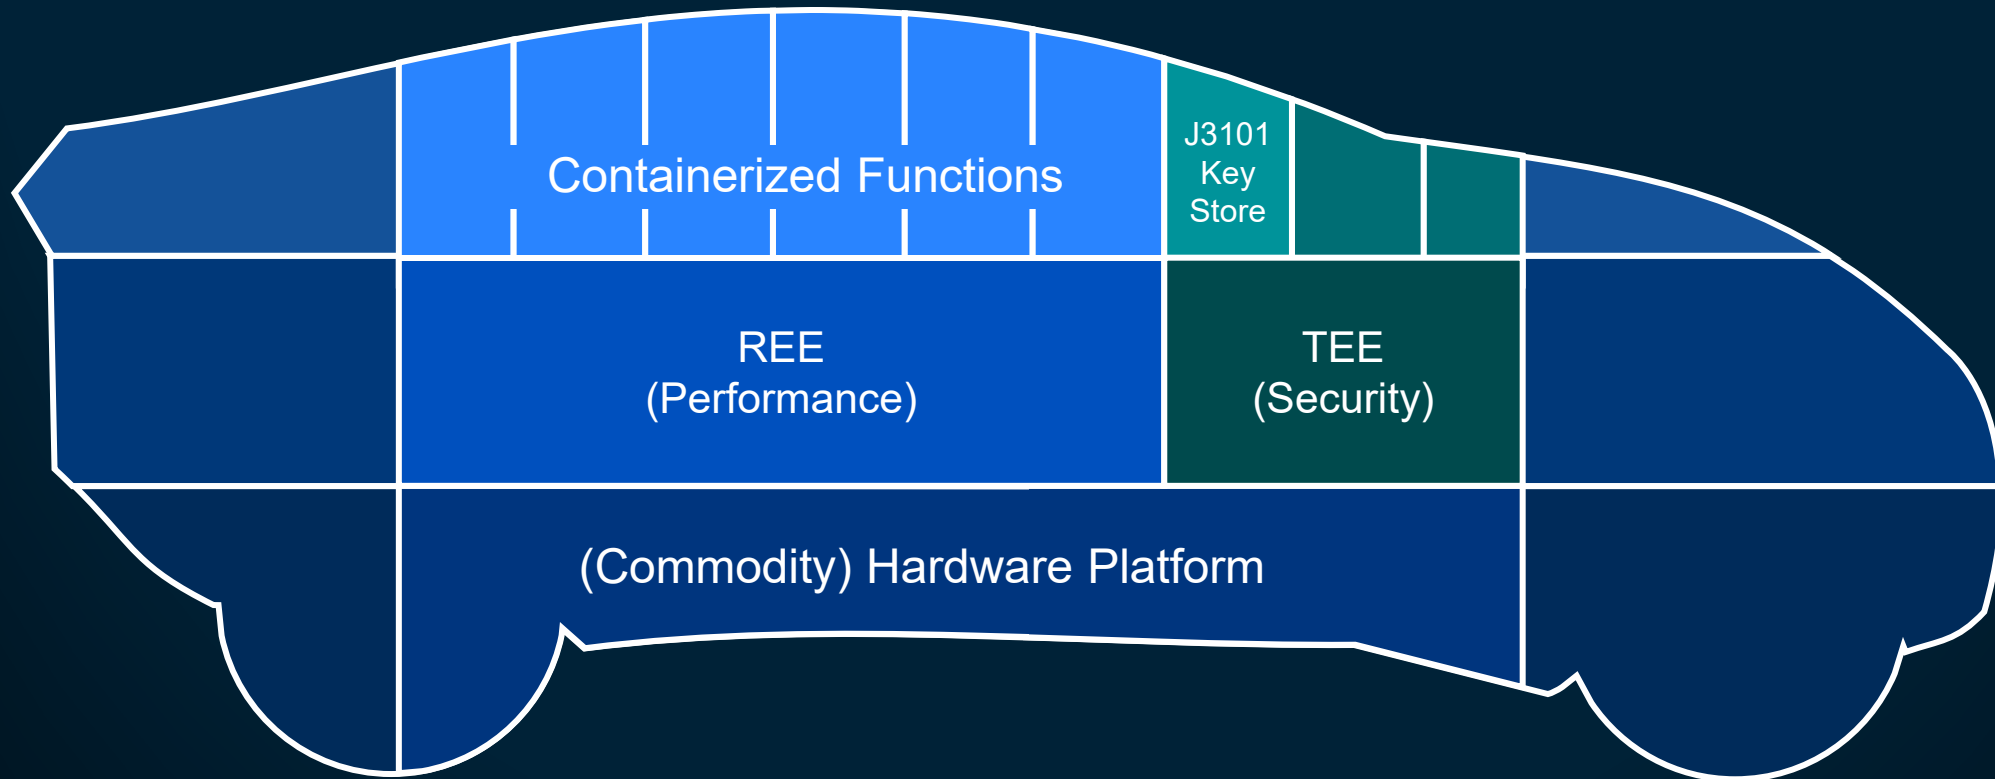 Containerized Functions
J3101
Key
Store
REE
(Performance)
TEE
(Security)
(Commodity) Hardware Platform